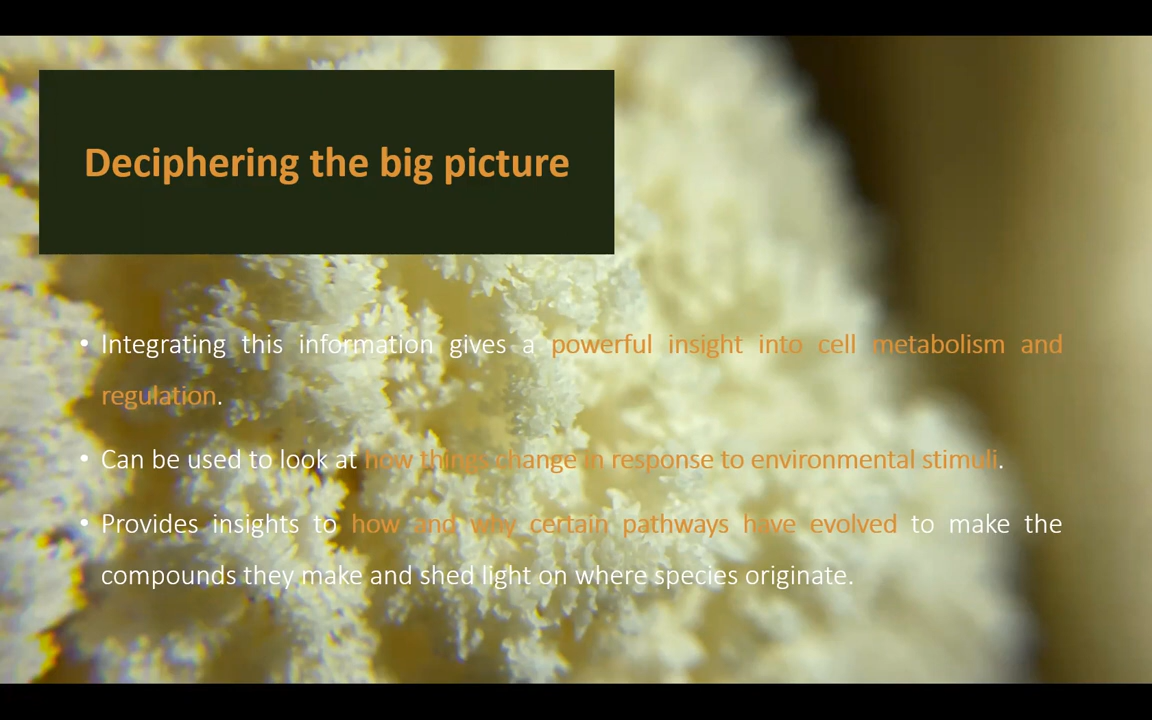 Deciphering the big picture
• Integrating this information gives a powerful insight into cell metabolism and
regulation.
• Can be used to look at how things change in response to environmental stimuli.
• Provides insights to how and why certain pathways have evolved to make the
compounds they make and shed light on where species originate.